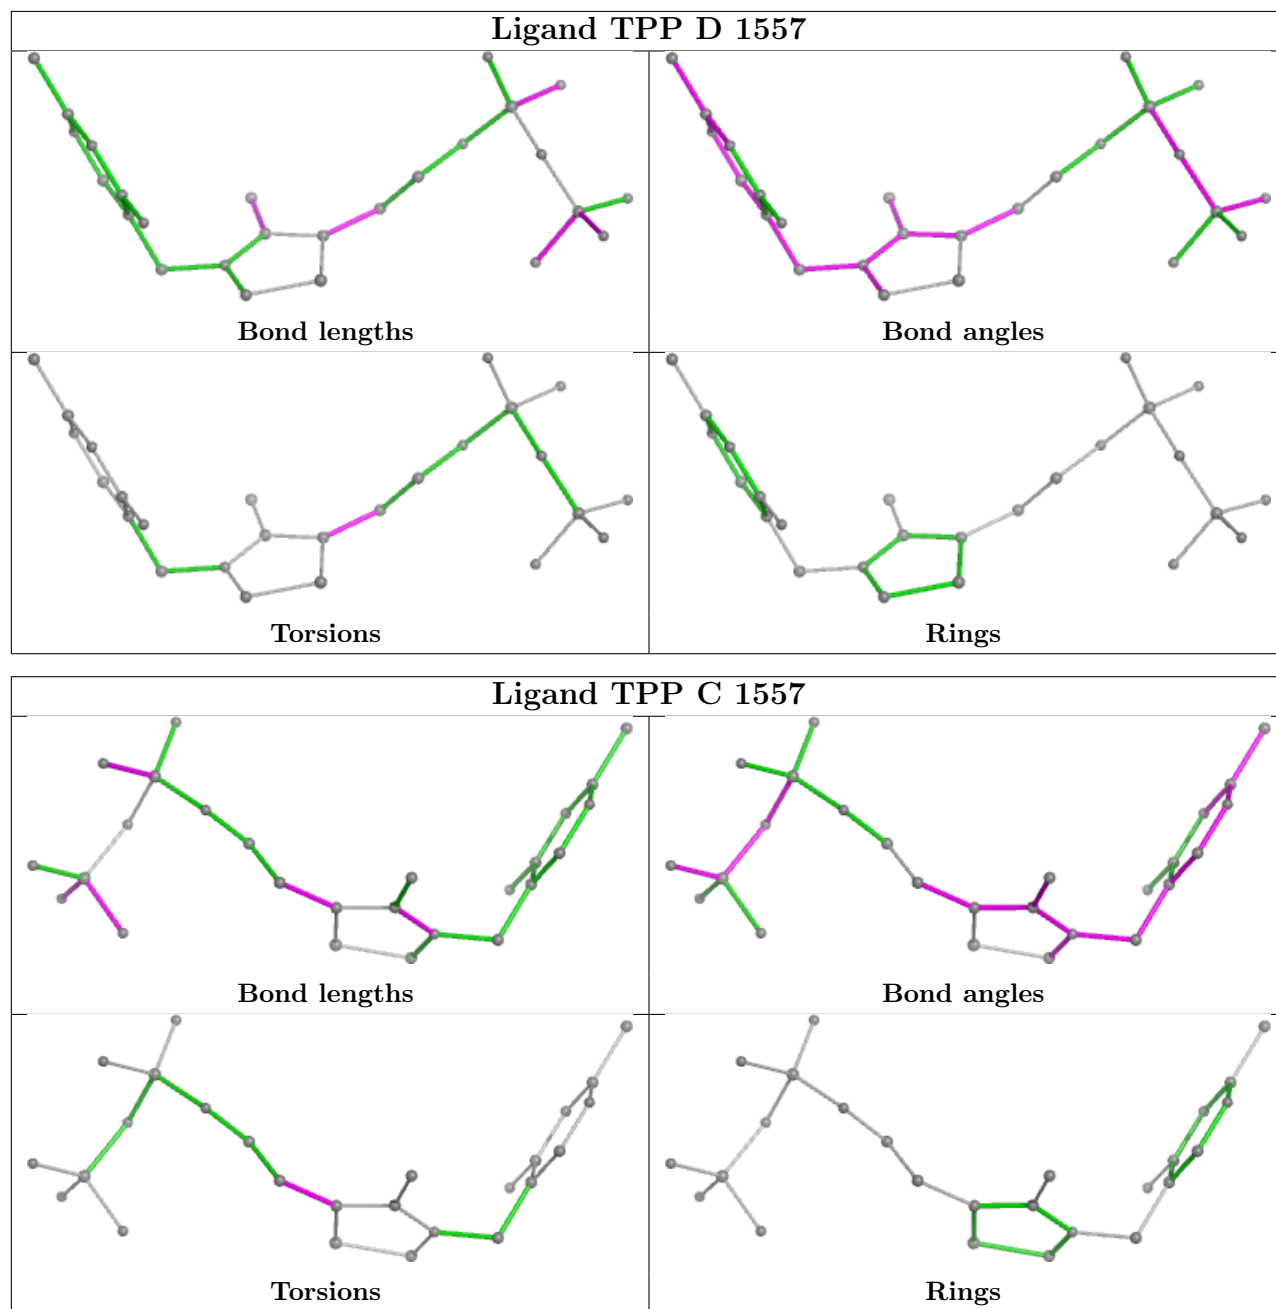 Ligand TPP D 1557
Bond lengths
Bond angles
Torsions
Rings
Ligand TPP C 1557
Bond lengths
Bond angles
Torsions
Rings